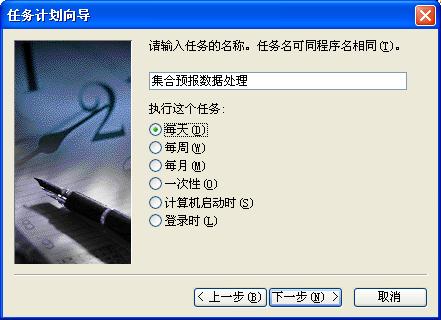 任务计划向导
请输入任务的名称。任务名可同程序名相同(T)。
集合预报数据处理
执行这个任务:
每天(D)
每周(W)
每月(M)
一次性(O)
计算机启动时(S)
登录时(L)
< 上一步(B) 下一步(N) > 取消